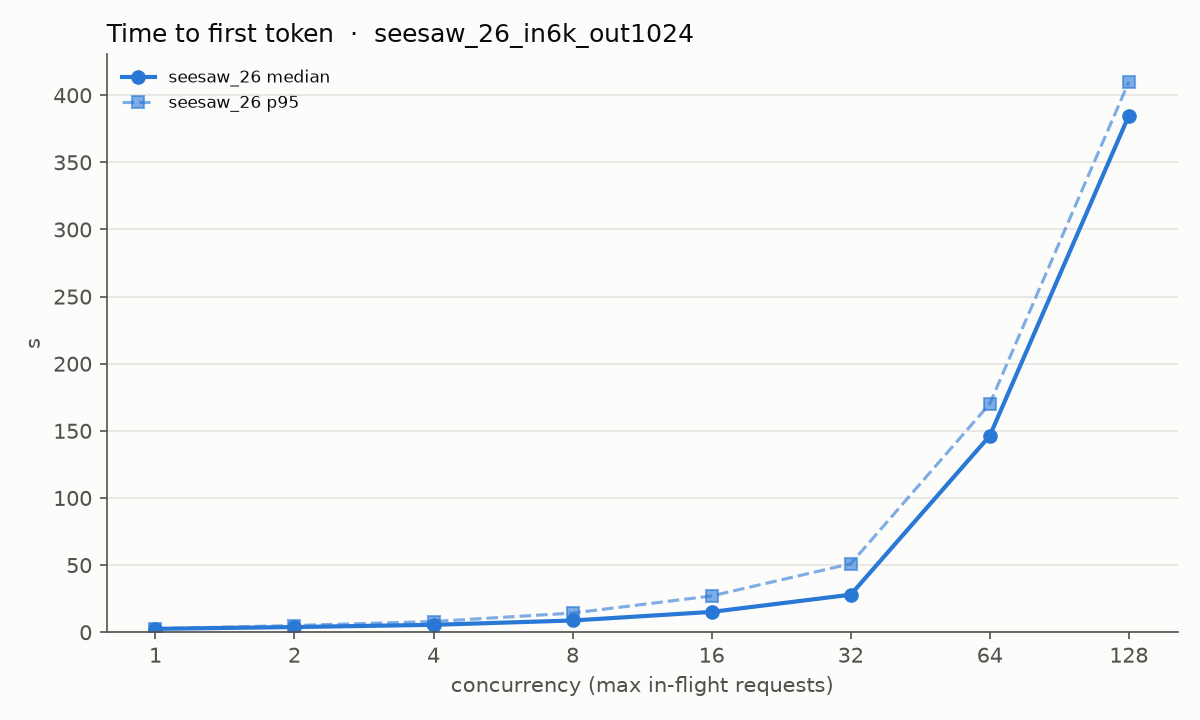 Time to first token · seesaw_26_in6k_out1024
seesaw_26 median
seesaw_26 p95
400
350
300
250
200
150
100
50
0
s
1 2 4 8 16 32 64 128
concurrency (max in-flight requests)